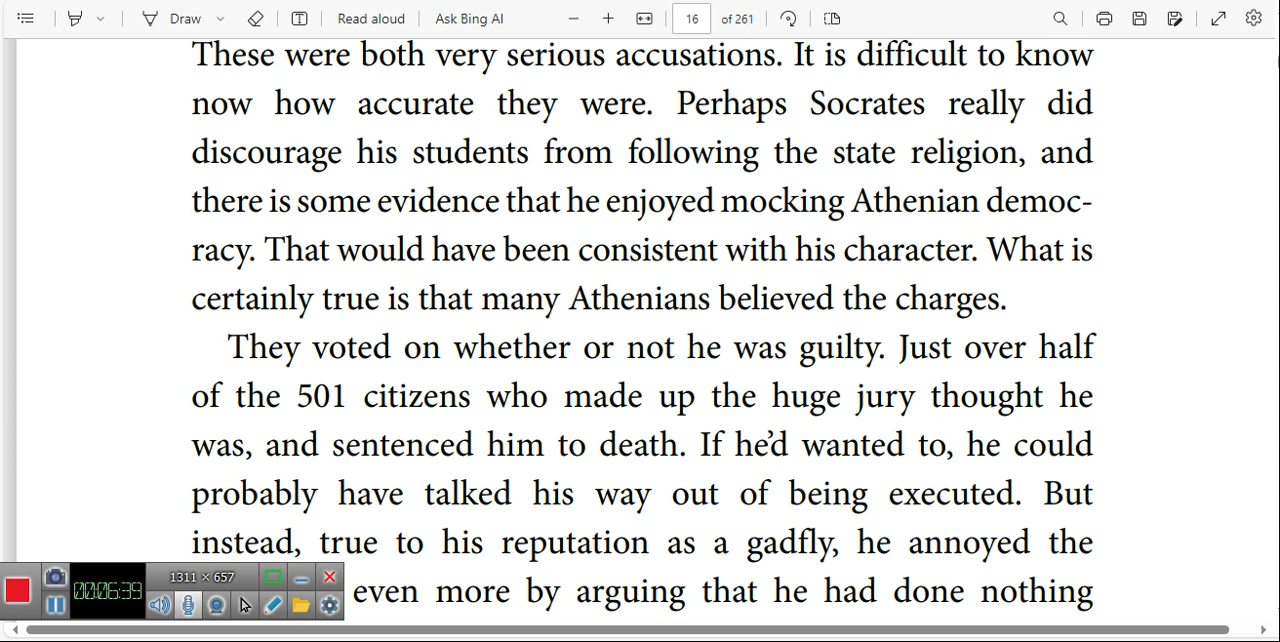 Draw Read aloud Ask Bing AI 16 of 261
These were both very serious accusations. It is difficult to know
now how accurate they were. Perhaps Socrates really did
discourage his students from following the state religion, and
there is some evidence that he enjoyed mocking Athenian democ-
racy. That would have been consistent with his character. What is
certainly true is that many Athenians believed the charges.
They voted on whether or not he was guilty. Just over half
of the 501 citizens who made up the huge jury thought he
was, and sentenced him to death. If he’d wanted to, he could
probably have talked his way out of being executed. But
instead, true to his reputation as a gadfly, he annoyed the
1311 × 657
00:06:39
even more by arguing that he had done nothing